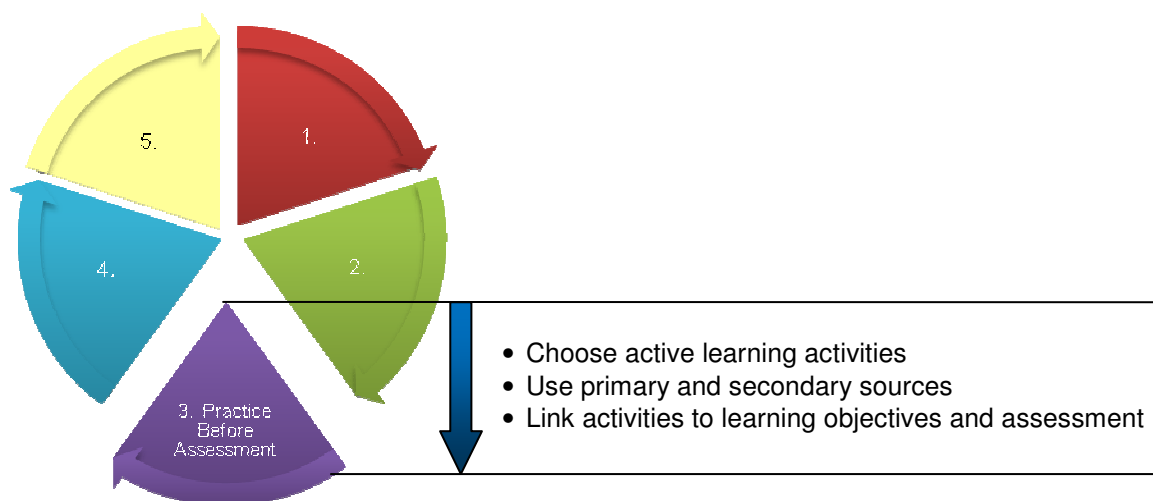 5.
1.
4.
2.
3. Practice
Before
Assessment
• Choose active learning activities
• Use primary and secondary sources
• Link activities to learning objectives and assessment